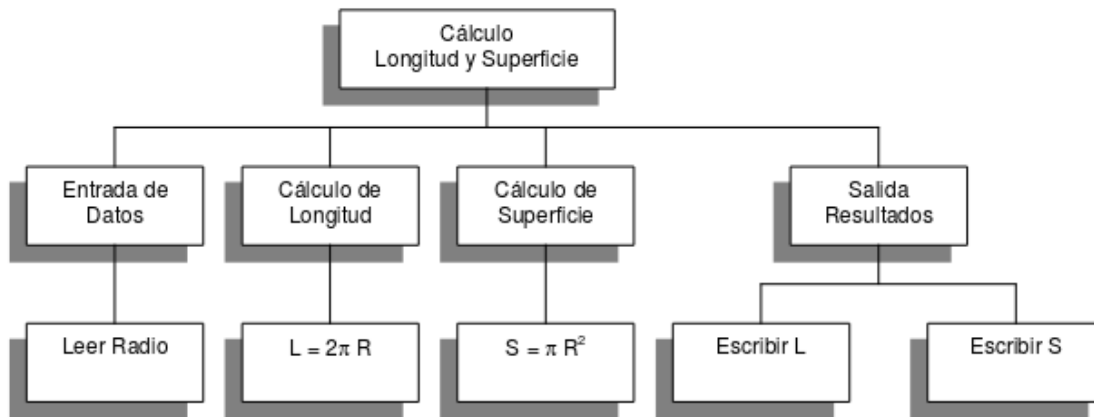 Cálculo
Longitud y Superficie
Entrada de
Datos
Cálculo de
Longitud
Cálculo de
Superficie
Salida
Resultados
Leer Radio
L = 2π R
S = π R²
Escribir L
Escribir S